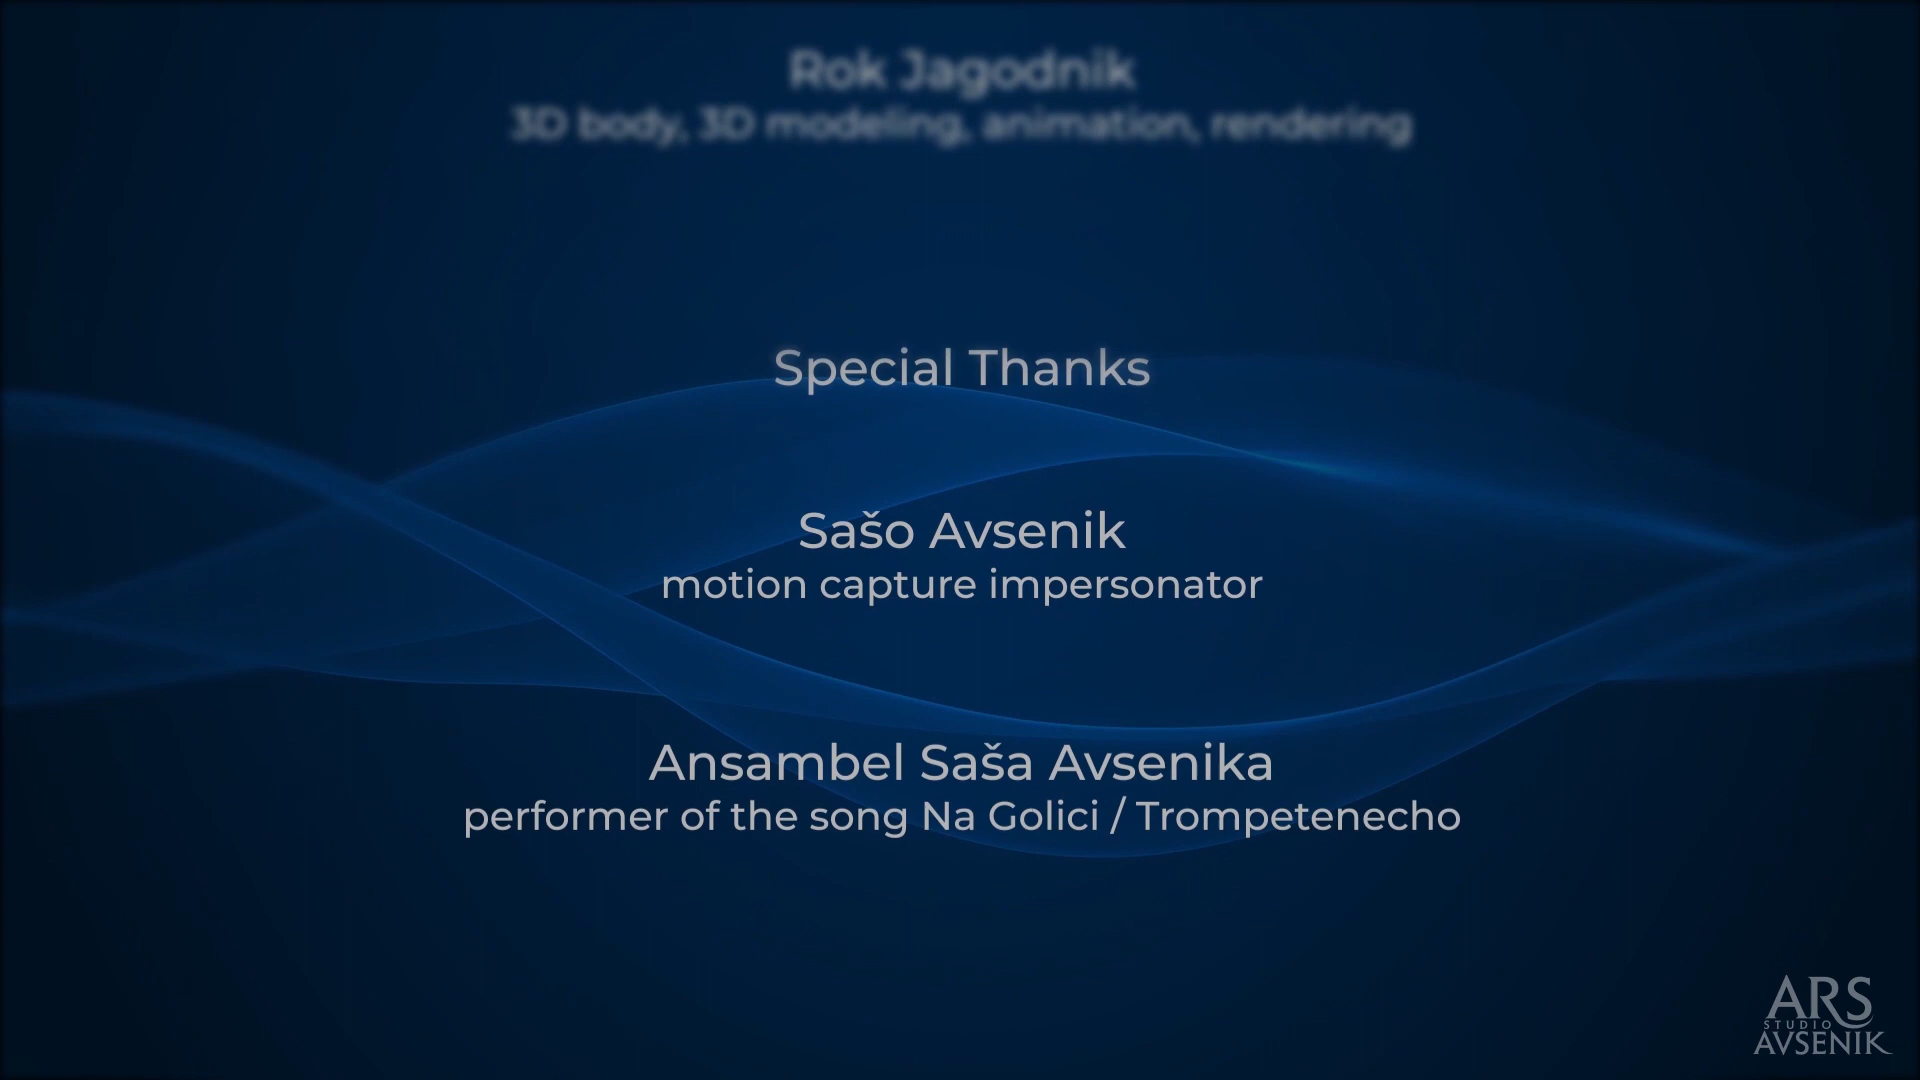 Rok Jagodnik
3D body, 3D modeling, animation, rendering
Special Thanks
Sašo Avsenik
motion capture impersonator
Ansambel Saša Avsenika
performer of the song Na Golici / Trompetenecho
ARS
STUDIO
AVSENIK